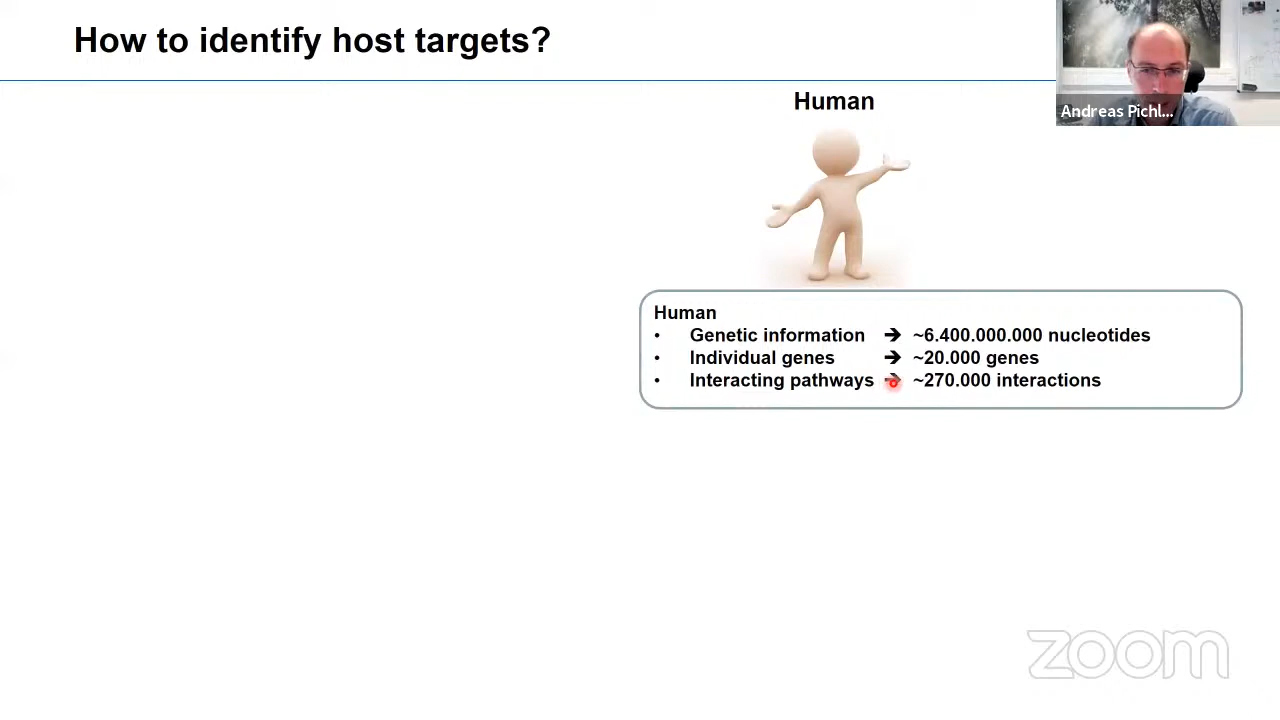 How to identify host targets?
Andreas Pichl...
Human
Human
• Genetic information ➔ ~6.400.000.000 nucleotides
• Individual genes ➔ ~20.000 genes
• Interacting pathways ➔ ~270.000 interactions
zoom